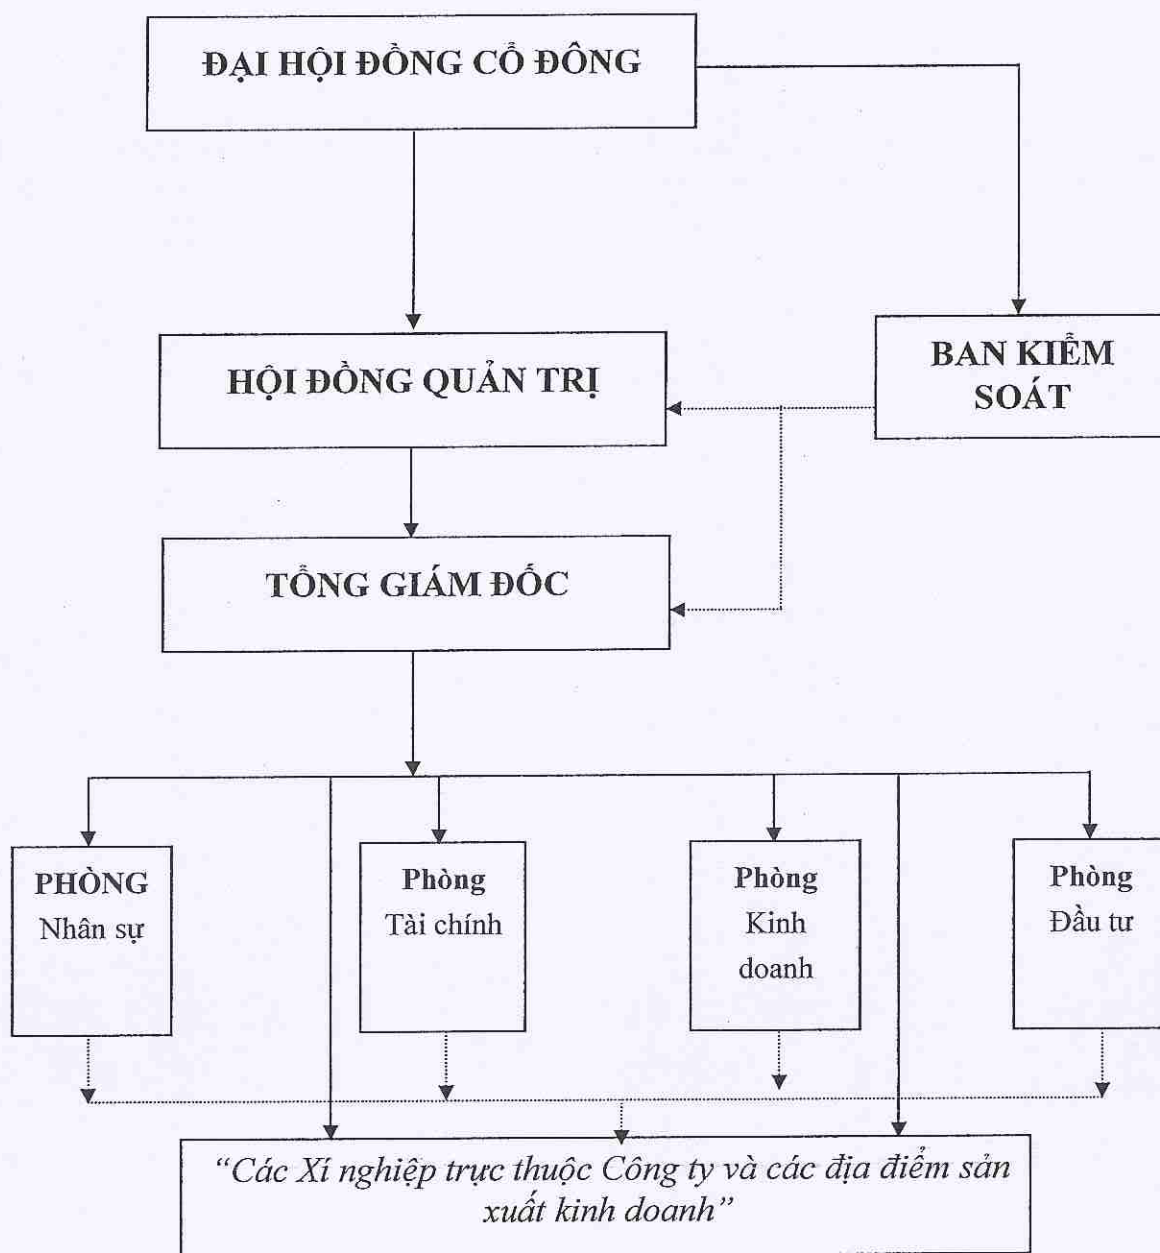 ĐẠI HỘI ĐỒNG CỔ ĐÔNG
HỘI ĐỒNG QUẢN TRỊ
BAN KIỂM
SOÁT
TỔNG GIÁM ĐỐC
PHÒNG
Nhân sự
Phòng
Tài chính
Phòng
Kinh
doanh
Phòng
Đầu tư
“Các Xí nghiệp trực thuộc Công ty và các địa điểm sản
xuất kinh doanh”